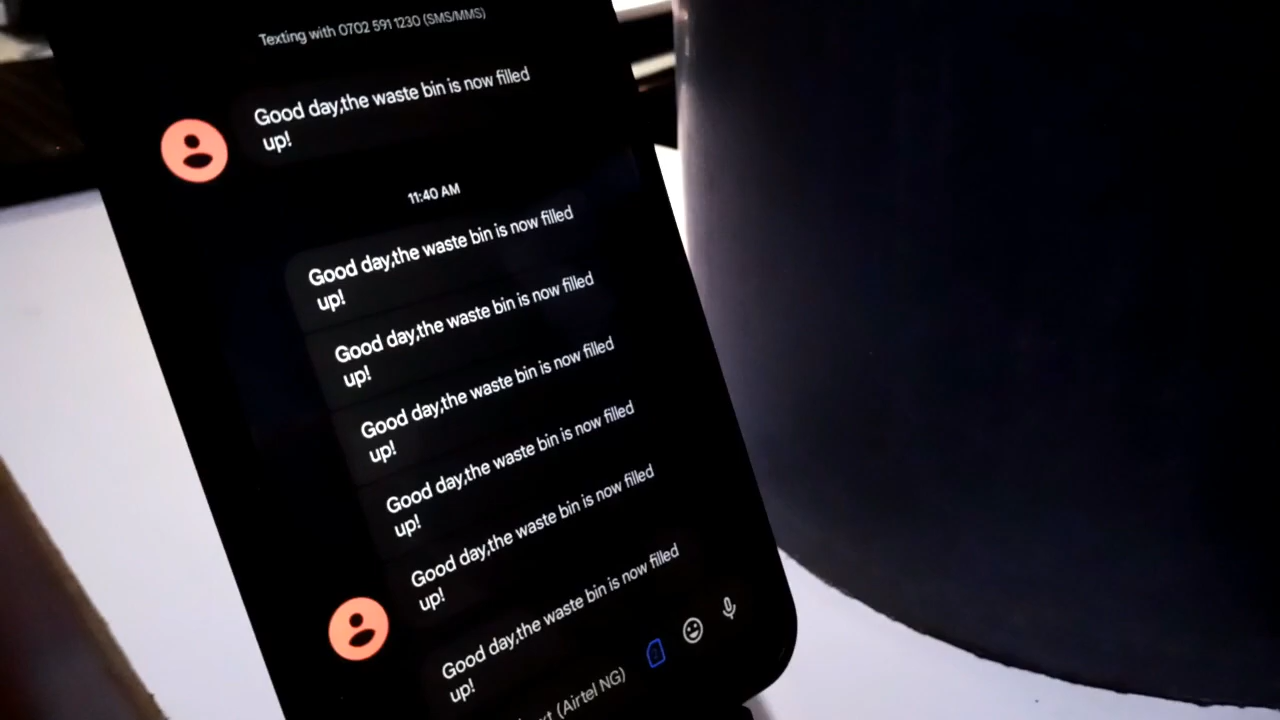 Texting with 0702 591 1230 (SMS/MMS)
Good day,the waste bin is now filled
up!
11:40 AM
Good day,the waste bin is now filled
up!
Good day,the waste bin is now filled
up!
Good day,the waste bin is now filled
up!
Good day,the waste bin is now filled
up!
Good day,the waste bin is now filled
up!
Good day,the waste bin is now filled
up!
(Airtel NG)